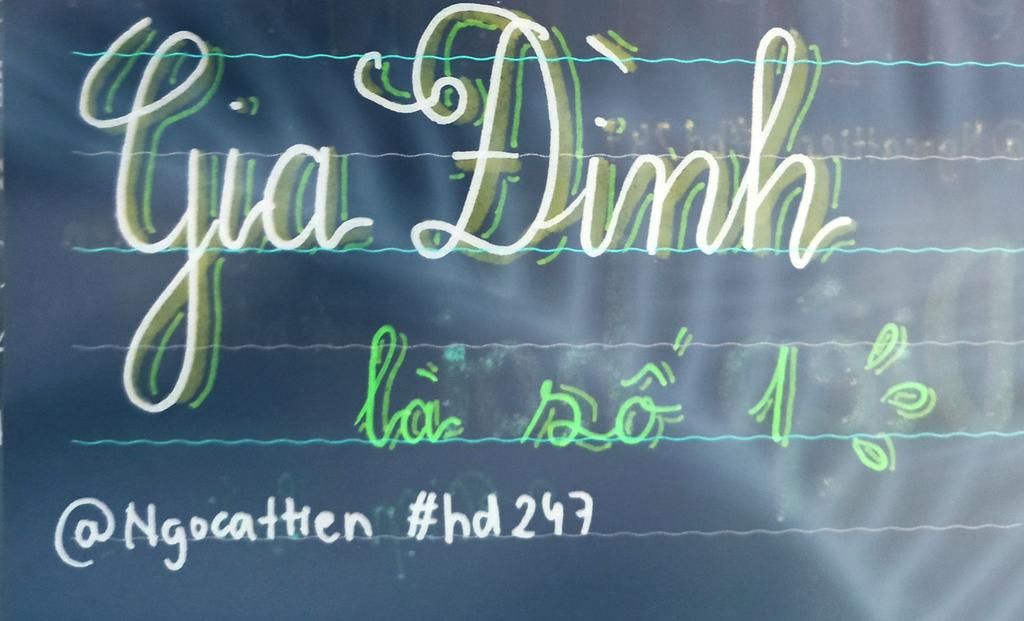 Gia Đình
là số 1
@Ngocattien #hd247